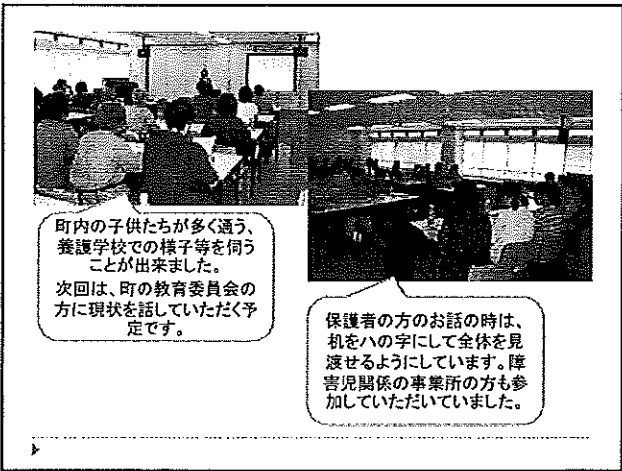 町内の子供たちが多く通う、
養護学校での様子等を伺う
ことが出来ました。
次回は、町の教育委員会の
方に現状を話していただく予
定です。
保護者の方のお話の時は、
机をハの字にして全体を見
渡せるようにしています。障
害児関係の事業所の方も参
加していただいていました。